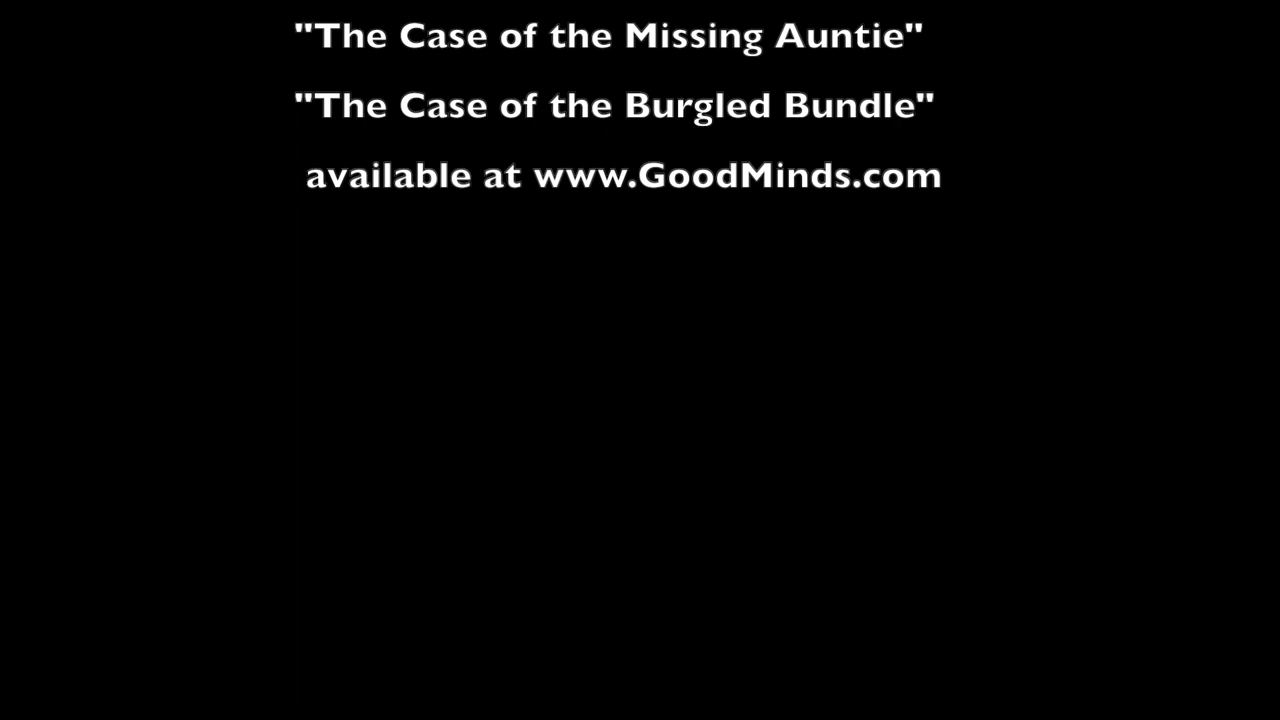 "The Case of the Missing Auntie"
"The Case of the Burgled Bundle"
available at www.GoodMinds.com